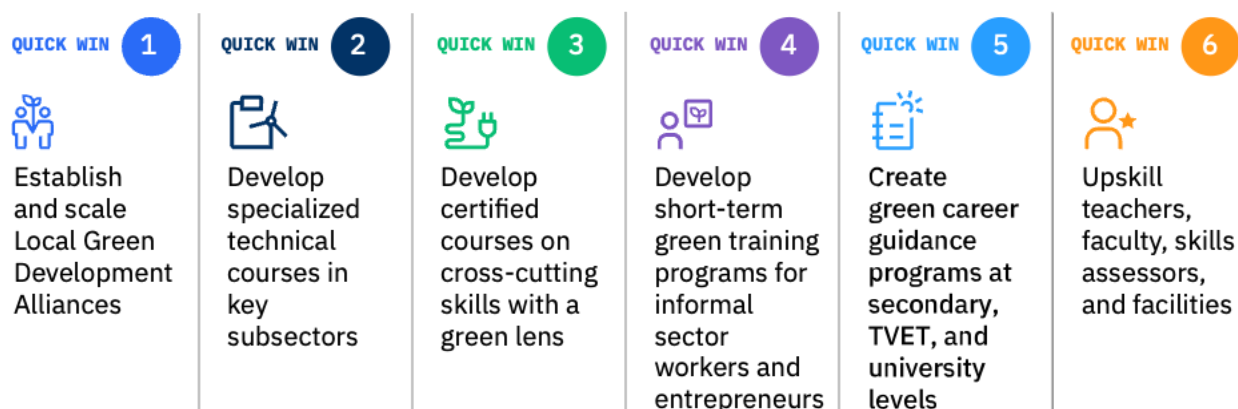 QUICK WIN 1
Establish
and scale
Local Green
Development
Alliances
QUICK WIN 2
Develop
specialized
technical
courses in
key
subsectors
QUICK WIN 3
Develop
certified
courses on
cross-cutting
skills with a
green lens
QUICK WIN 4
Develop
short-term
green training
programs for
informal
sector
workers and
entrepreneurs
QUICK WIN 5
Create
green career
guidance
programs at
secondary,
TVET, and
university
levels
QUICK WIN 6
Upskill
teachers,
faculty, skills
assessors,
and facilities